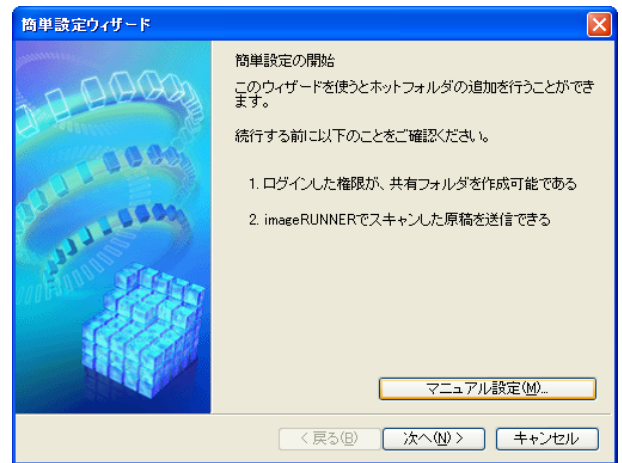 簡単設定ウィザード
簡単設定の開始
このウィザードを使うとホットフォルダの追加を行うことができ
ます。
続行する前に以下のことをご確認ください。
1. ログインした権限が、共有フォルダを作成可能である
2. imageRUNNERでスキャンした原稿を送信できる
マニュアル設定(M)...
< 戻る(B) 次へ(N) > キャンセル